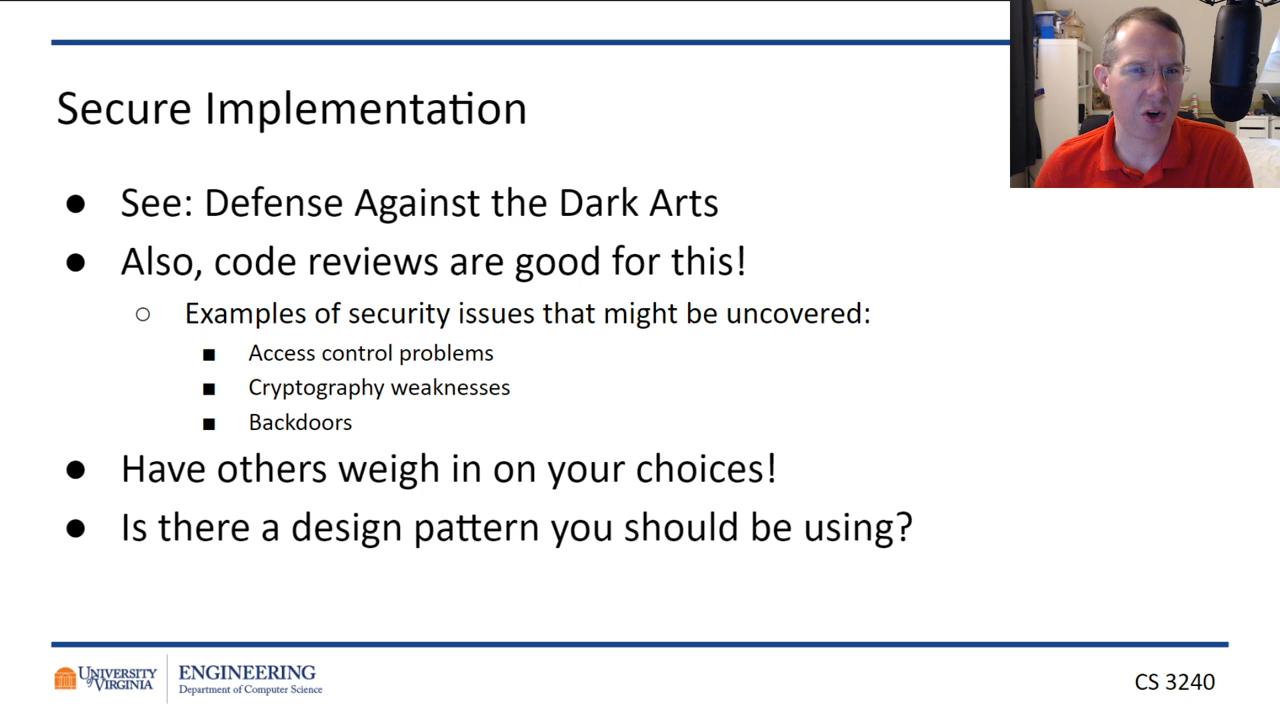 Secure Implementation
● See: Defense Against the Dark Arts
● Also, code reviews are good for this!
○ Examples of security issues that might be uncovered:
■ Access control problems
■ Cryptography weaknesses
■ Backdoors
● Have others weigh in on your choices!
● Is there a design pattern you should be using?
UNIVERSITY of VIRGINIA
ENGINEERING
Department of Computer Science
CS 3240